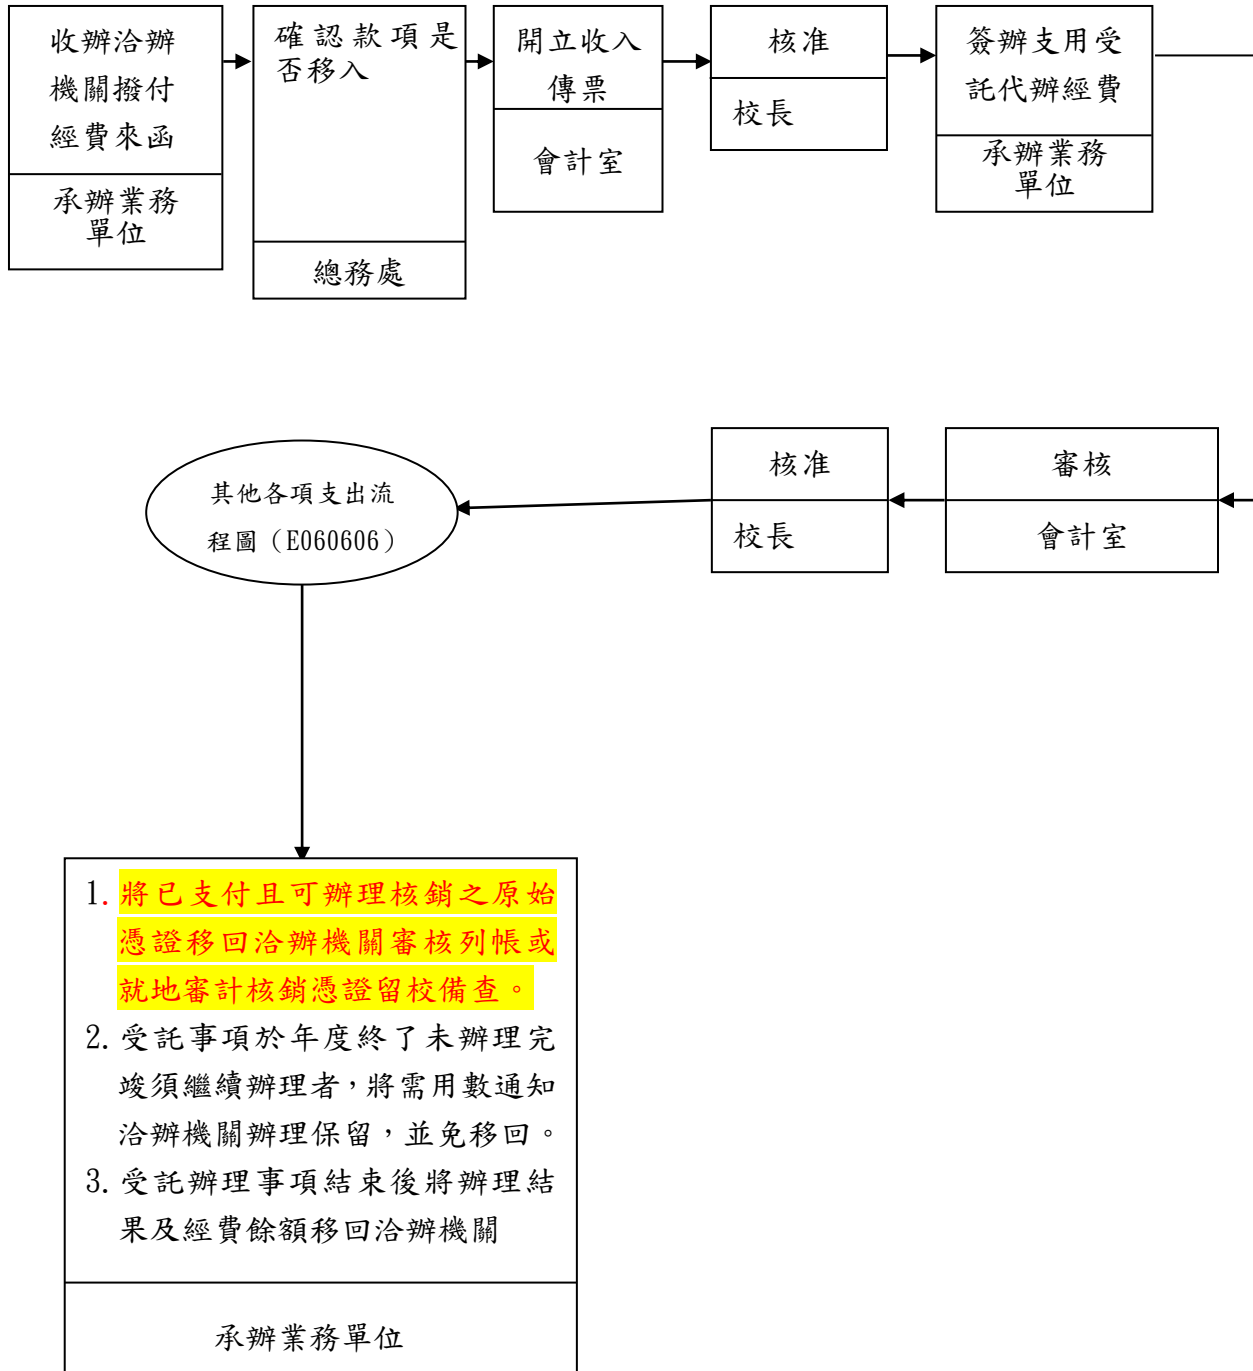 收辦洽辦
機關撥付
經費來函
承辦業務
單位
確認款項是
否移入
總務處
開立收入
傳票
會計室
核准
校長
簽辦支用受
託代辦經費
承辦業務
單位
審核
會計室
核准
校長
其他各項支出流
程圖（E060606）
1. 將已支付且可辦理核銷之原始
憑證移回洽辦機關審核列帳或
就地審計核銷憑證留校備查。
2. 受託事項於年度終了未辦理完
竣須繼續辦理者，將需用數通知
洽辦機關辦理保留，並免移回。
3. 受託辦理事項結束後將辦理結
果及經費餘額移回洽辦機關
承辦業務單位